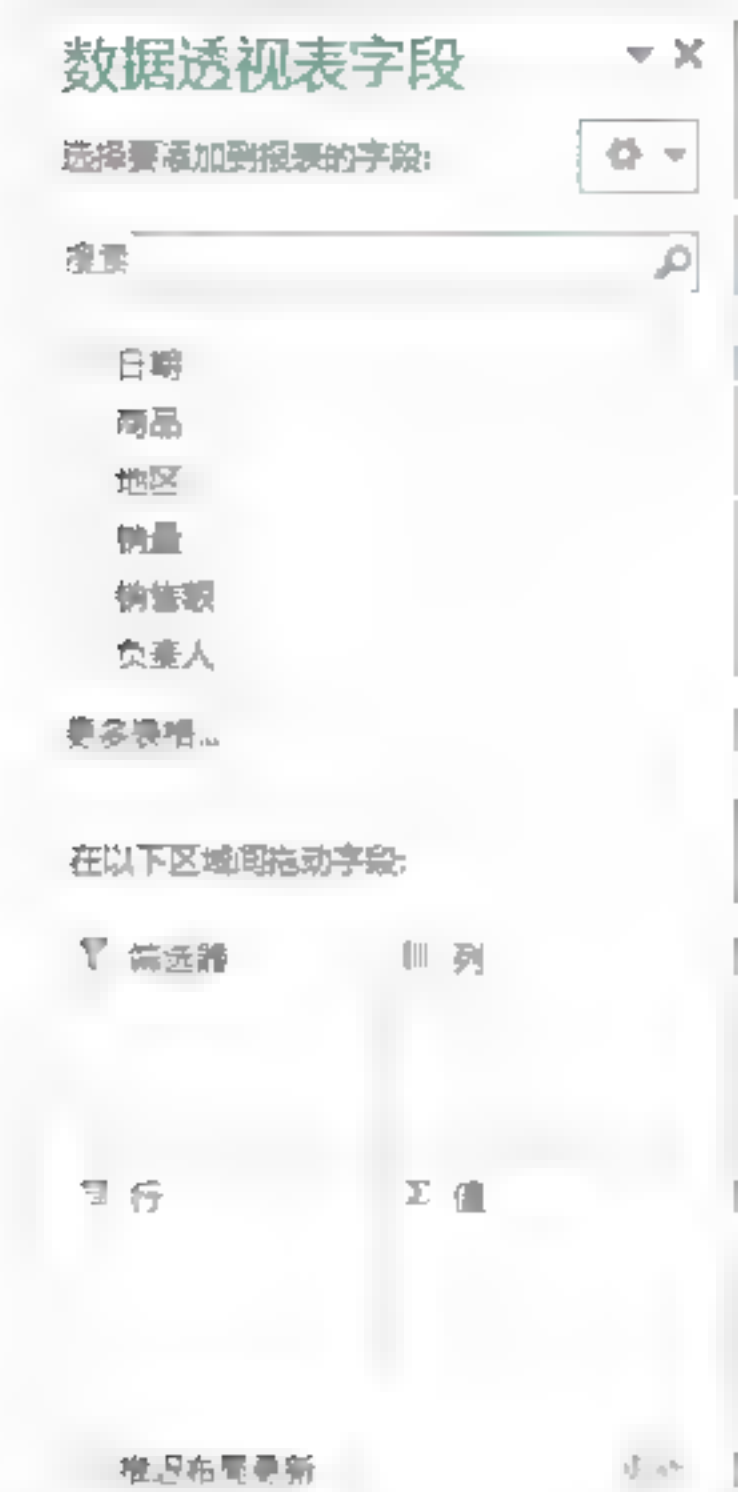 数据透视表字段
选择要添加到报表的字段:
搜索
日期
商品
地区
销量
销售额
负责人
更多表格...
在以下区域间拖动字段:
筛选器
列
行
Σ 值
推迟布局更新